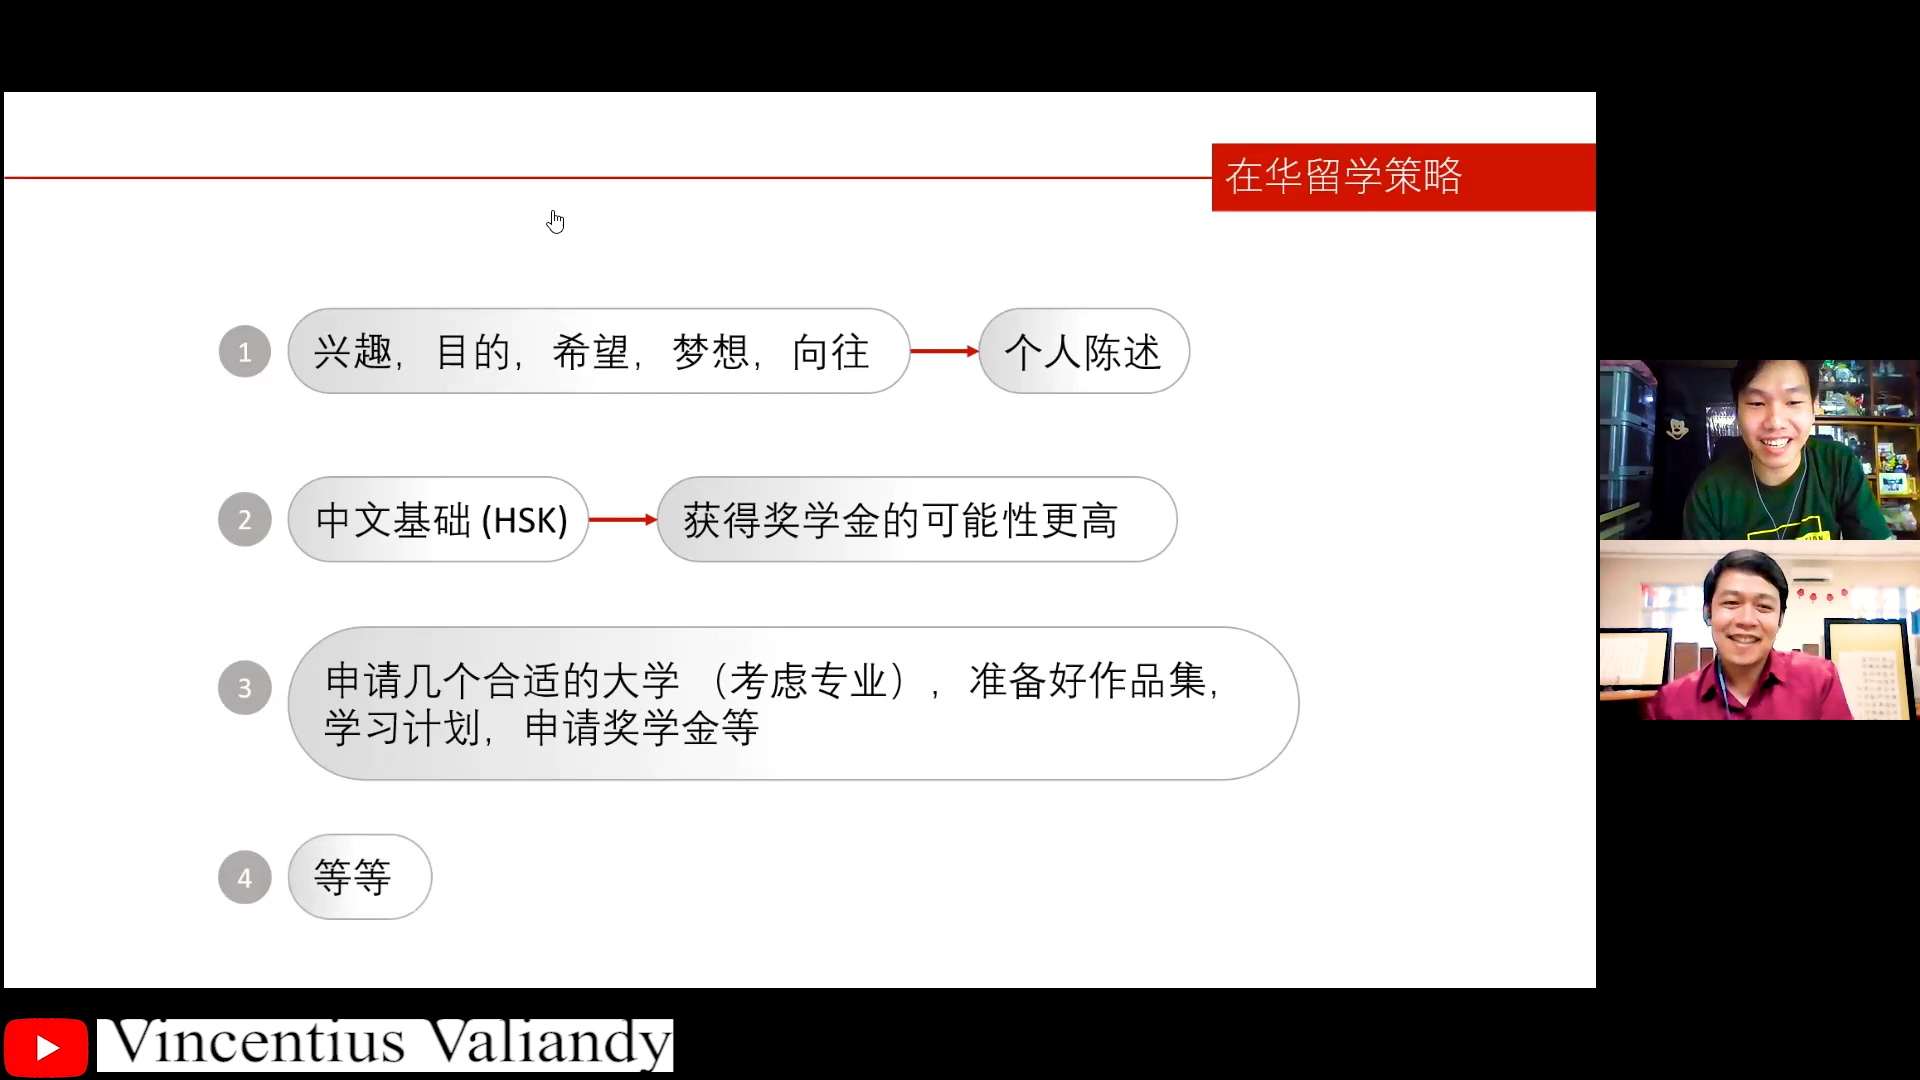 在华留学策略
1 兴趣，目的，希望，梦想，向往 个人陈述
2 中文基础 (HSK) 获得奖学金的可能性更高
3 申请几个合适的大学 （考虑专业），准备好作品集，
学习计划，申请奖学金等
4 等等
Vincentius Valiandy